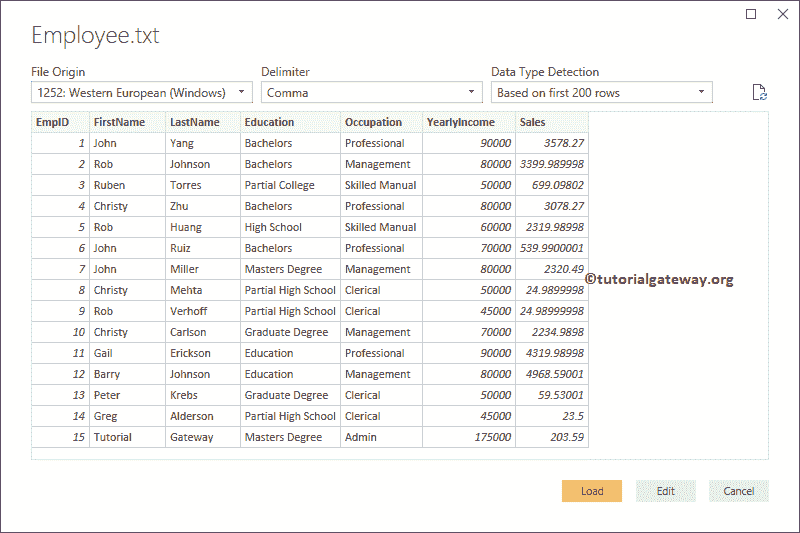 Employee.txt
File Origin Delimiter Data Type Detection
1252: Western European (Windows) Comma Based on first 200 rows
EmpID FirstName LastName Education Occupation YearlyIncome Sales
1 John Yang Bachelors Professional 90000 3578.27
2 Rob Johnson Bachelors Management 80000 3399.989998
3 Ruben Torres Partial College Skilled Manual 50000 699.09802
4 Christy Zhu Bachelors Professional 80000 3078.27
5 Rob Huang High School Skilled Manual 60000 2319.98998
6 John Ruiz Bachelors Professional 70000 539.9900001
7 John Miller Masters Degree Management 80000 2320.49
©tutorialgateway.org
8 Christy Mehta Partial High School Clerical 50000 24.9899998
9 Rob Verhoff Partial High School Clerical 45000 24.98999998
10 Christy Carlson Graduate Degree Management 70000 2234.9898
11 Gail Erickson Education Professional 90000 4319.98998
12 Barry Johnson Education Management 80000 4968.59001
13 Peter Krebs Graduate Degree Clerical 50000 59.53001
14 Greg Alderson Partial High School Clerical 45000 23.5
15 Tutorial Gateway Masters Degree Admin 175000 203.59
Load Edit Cancel